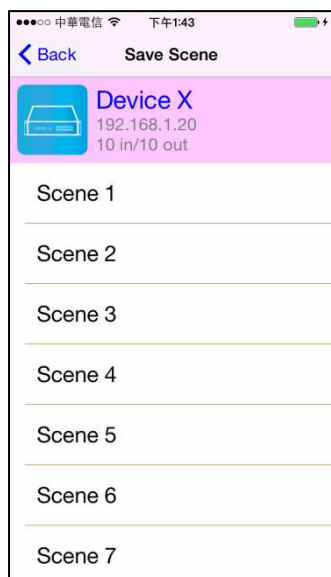 中華電信 下午1:43
Back Save Scene
Device X
192.168.1.20
10 in/10 out
Scene 1
Scene 2
Scene 3
Scene 4
Scene 5
Scene 6
Scene 7